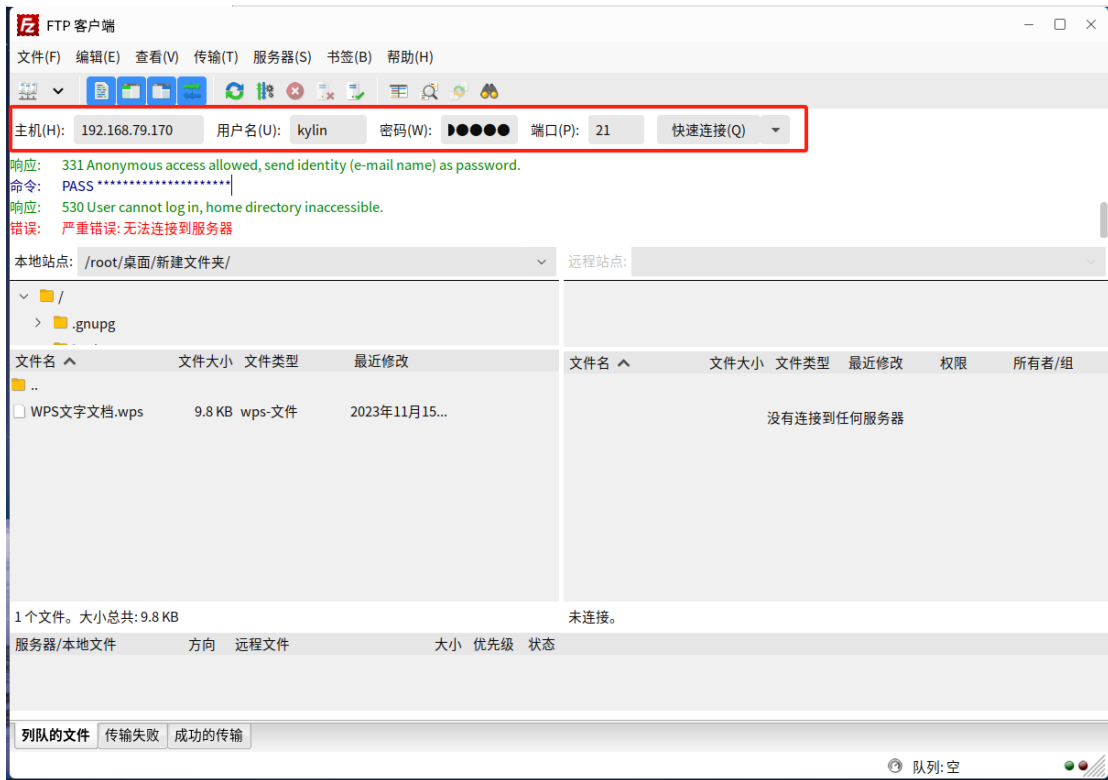 FTP 客户端
文件(F) 编辑(E) 查看(V) 传输(T) 服务器(S) 书签(B) 帮助(H)
主机(H): 192.168.79.170 用户名(U): kylin 密码(W): ●●●●● 端口(P): 21 快速连接(Q)
响应: 331 Anonymous access allowed, send identity (e-mail name) as password.
命令: PASS *********************
响应: 530 User cannot log in, home directory inaccessible.
错误: 严重错误: 无法连接到服务器
本地站点: /root/桌面/新建文件夹/ 远程站点:
/
.gnupg
文件名 文件大小 文件类型 最近修改 文件名 文件大小 文件类型 最近修改 权限 所有者/组
..
WPS文字文档.wps 9.8 KB wps-文件 2023年11月15...
没有连接到任何服务器
1 个文件。大小总共: 9.8 KB 未连接。
服务器/本地文件 方向 远程文件 大小 优先级 状态
列队的文件 传输失败 成功的传输
队列: 空